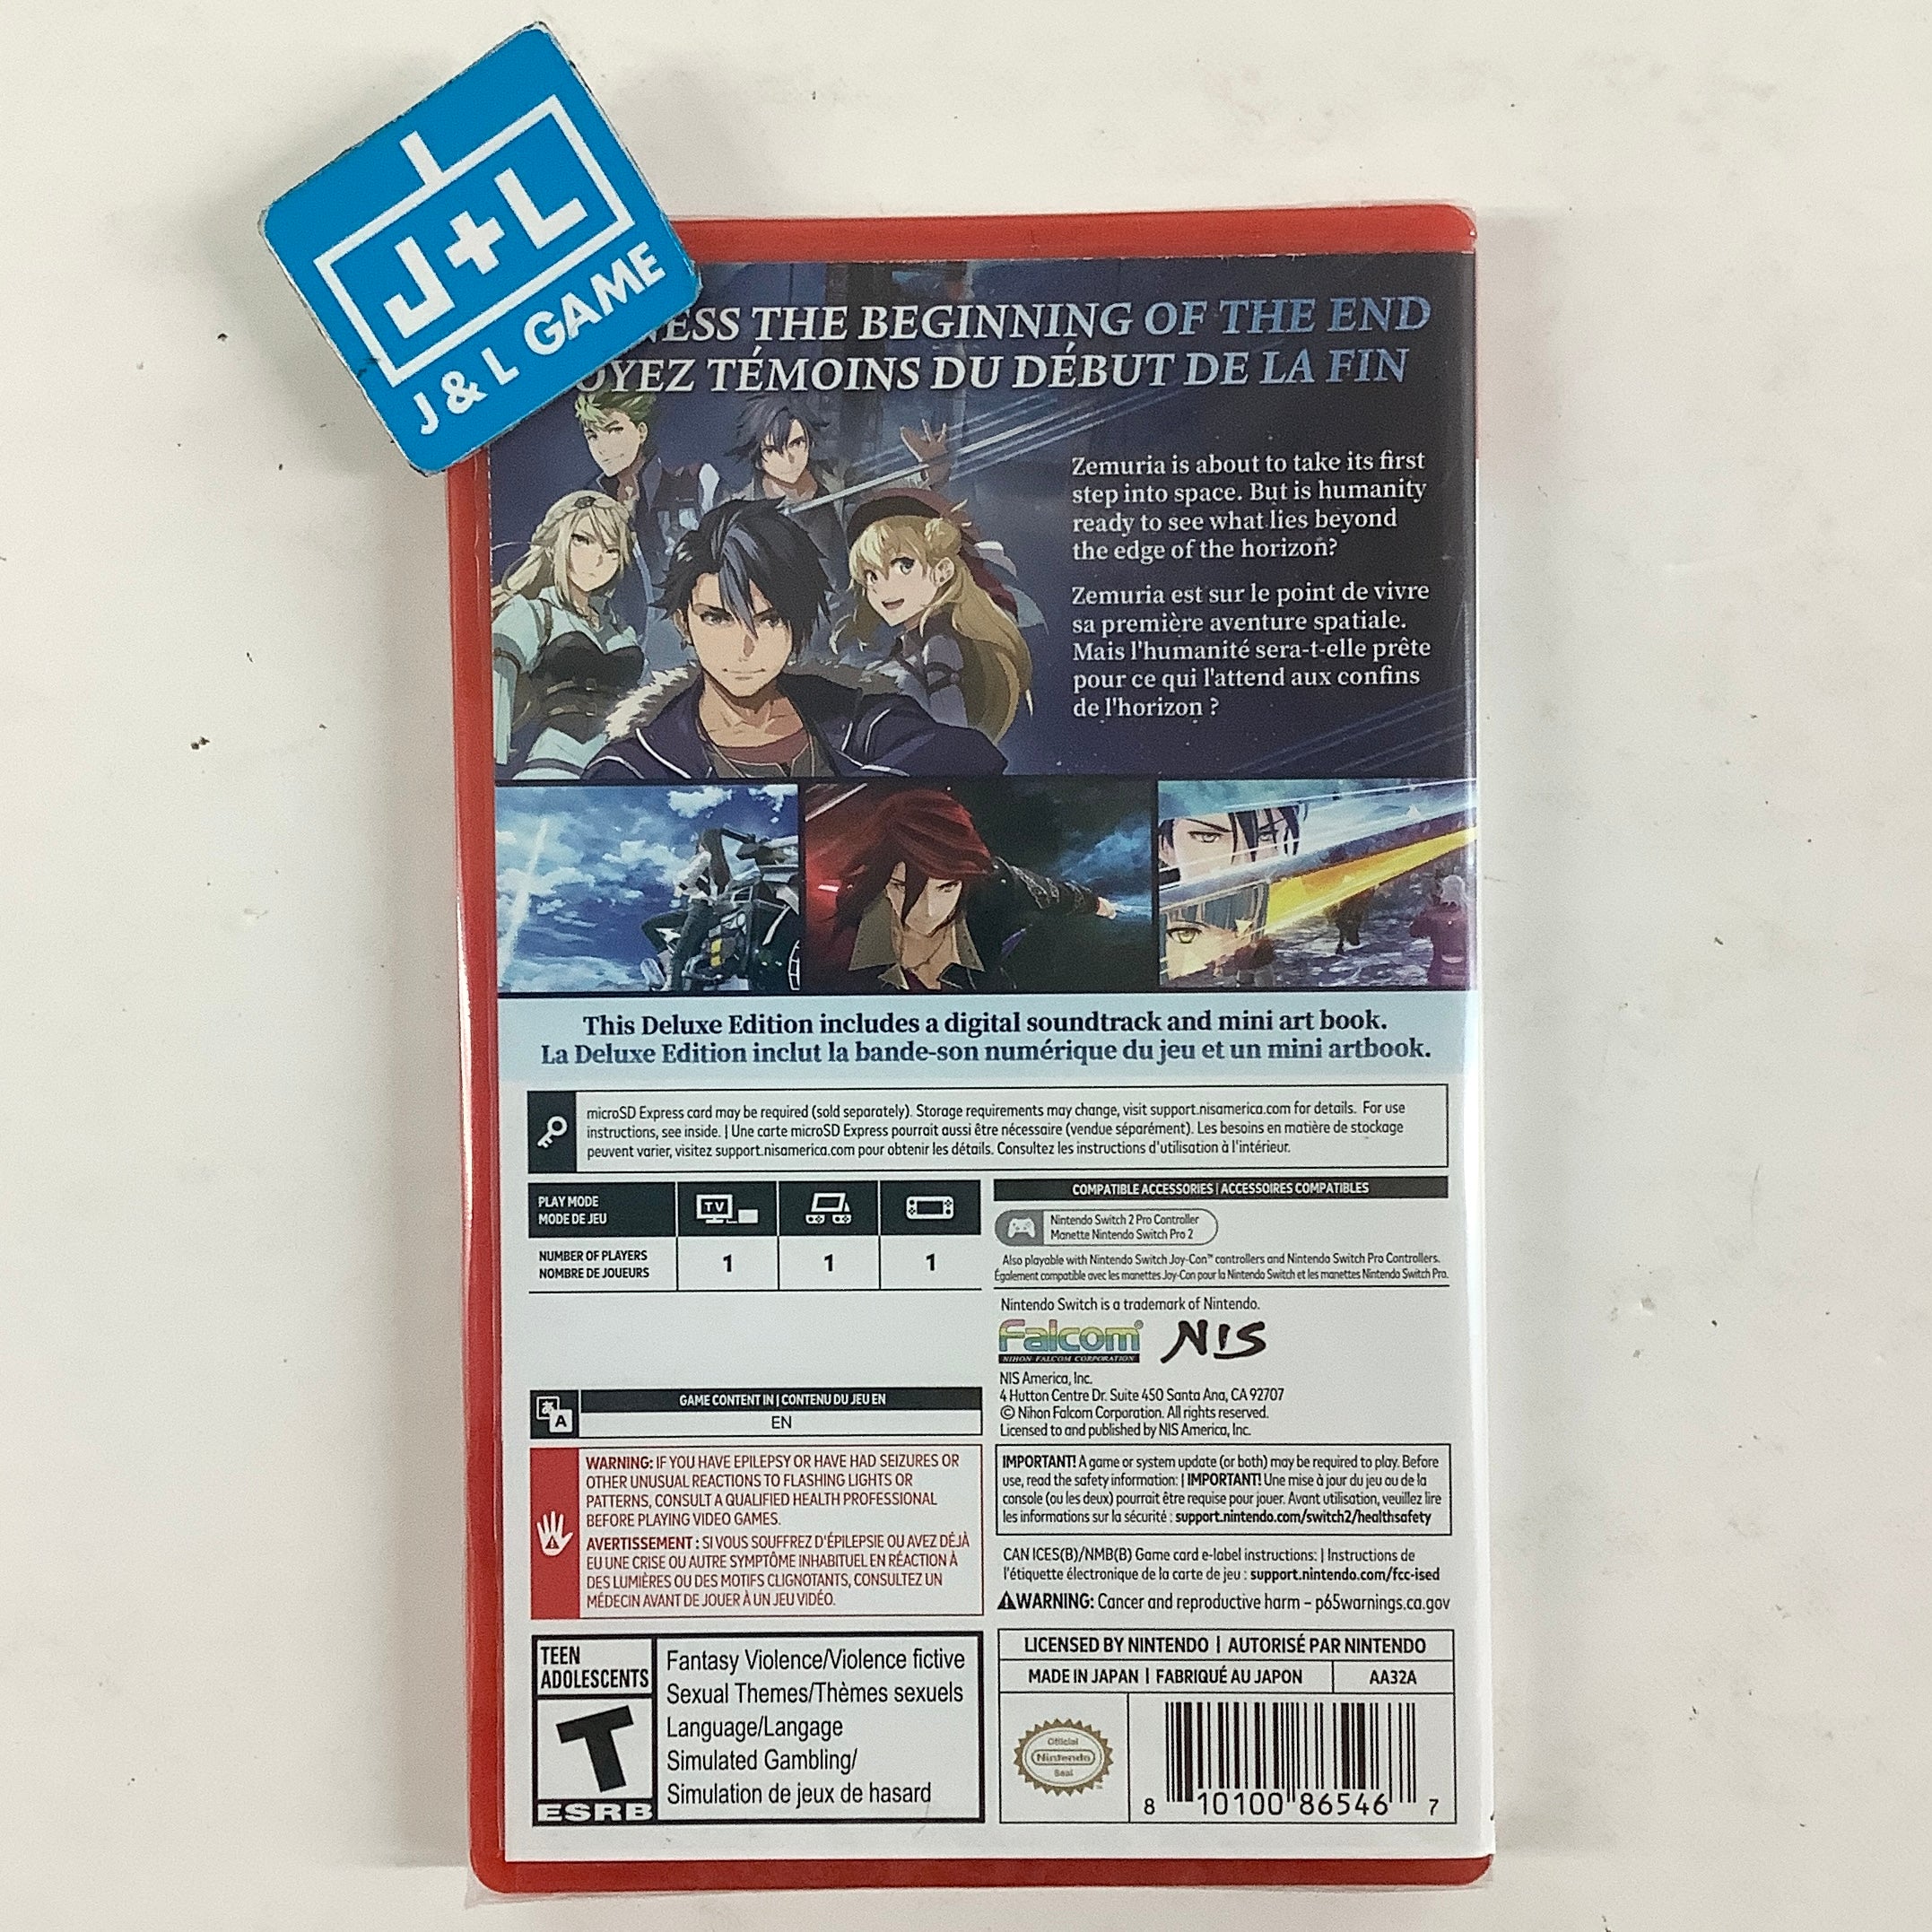 J+L
J & L GAME
THE BEGINNING OF THE END
TÉMOINS DU DÉBUT DE LA FIN
Zemuria is about to take its first
step into space. But is humanity
ready to see what lies beyond
the edge of the horizon?
Zemuria est sur le point de vivre
sa première aventure spatiale.
Mais l'humanité sera-t-elle prête
pour ce qui l'attend aux confins
de l'horizon ?
This Deluxe Edition includes a digital soundtrack and mini art book.
La Deluxe Edition inclut la bande-son numérique du jeu et un mini artbook.
microSD Express card may be required (sold separately). Storage requirements may change, visit support.nisamerica.com for details. For use
instructions, see inside. | Une carte microSD Express pourrait aussi être nécessaire (vendue séparément). Les besoins en matière de stockage
peuvent varier, visitez support.nisamerica.com pour obtenir les détails. Consultez les instructions d'utilisation à l'intérieur.
PLAY MODE
MODE DE JEU
TV
NUMBER OF PLAYERS
NOMBRE DE JOUEURS
1 1 1
COMPATIBLE ACCESSORIES | ACCESSOIRES COMPATIBLES
Nintendo Switch 2 Pro Controller
Manette Nintendo Switch Pro 2
Also playable with Nintendo Switch Joy-Con™ controllers and Nintendo Switch Pro Controllers.
Également compatible avec les manettes Joy-Con pour la Nintendo Switch et les manettes Nintendo Switch Pro.
Nintendo Switch is a trademark of Nintendo.
Falcom®
NIHON FALCOM CORPORATION
NIS
NIS America, Inc.
4 Hutton Centre Dr. Suite 450 Santa Ana, CA 92707
© Nihon Falcom Corporation. All rights reserved.
Licensed to and published by NIS America, Inc.
あA
GAME CONTENT IN | CONTENU DU JEU EN
EN
WARNING: IF YOU HAVE EPILEPSY OR HAVE HAD SEIZURES OR
OTHER UNUSUAL REACTIONS TO FLASHING LIGHTS OR
PATTERNS, CONSULT A QUALIFIED HEALTH PROFESSIONAL
BEFORE PLAYING VIDEO GAMES.
AVERTISSEMENT : SI VOUS SOUFFREZ D'ÉPILEPSIE OU AVEZ DÉJÀ
EU UNE CRISE OU AUTRE SYMPTÔME INHABITUEL EN RÉACTION À
DES LUMIÈRES OU DES MOTIFS CLIGNOTANTS, CONSULTEZ UN
MÉDECIN AVANT DE JOUER À UN JEU VIDÉO.
IMPORTANT! A game or system update (or both) may be required to play. Before
use, read the safety information: | IMPORTANT! Une mise à jour du jeu ou de la
console (ou les deux) pourrait être requise pour jouer. Avant utilisation, veuillez lire
les informations sur la sécurité : support.nintendo.com/switch2/healthsafety
CAN ICES(B)/NMB(B) Game card e-label instructions: | Instructions de
l'étiquette électronique de la carte de jeu : support.nintendo.com/fcc-ised
WARNING: Cancer and reproductive harm – p65warnings.ca.gov
TEEN
ADOLESCENTS
T
ESRB
Fantasy Violence/Violence fictive
Sexual Themes/Thèmes sexuels
Language/Langage
Simulated Gambling/
Simulation de jeux de hasard
LICENSED BY NINTENDO | AUTORISÉ PAR NINTENDO
MADE IN JAPAN | FABRIQUÉ AU JAPON AA32A
Official
Nintendo
Seal
8 10100 86546 7